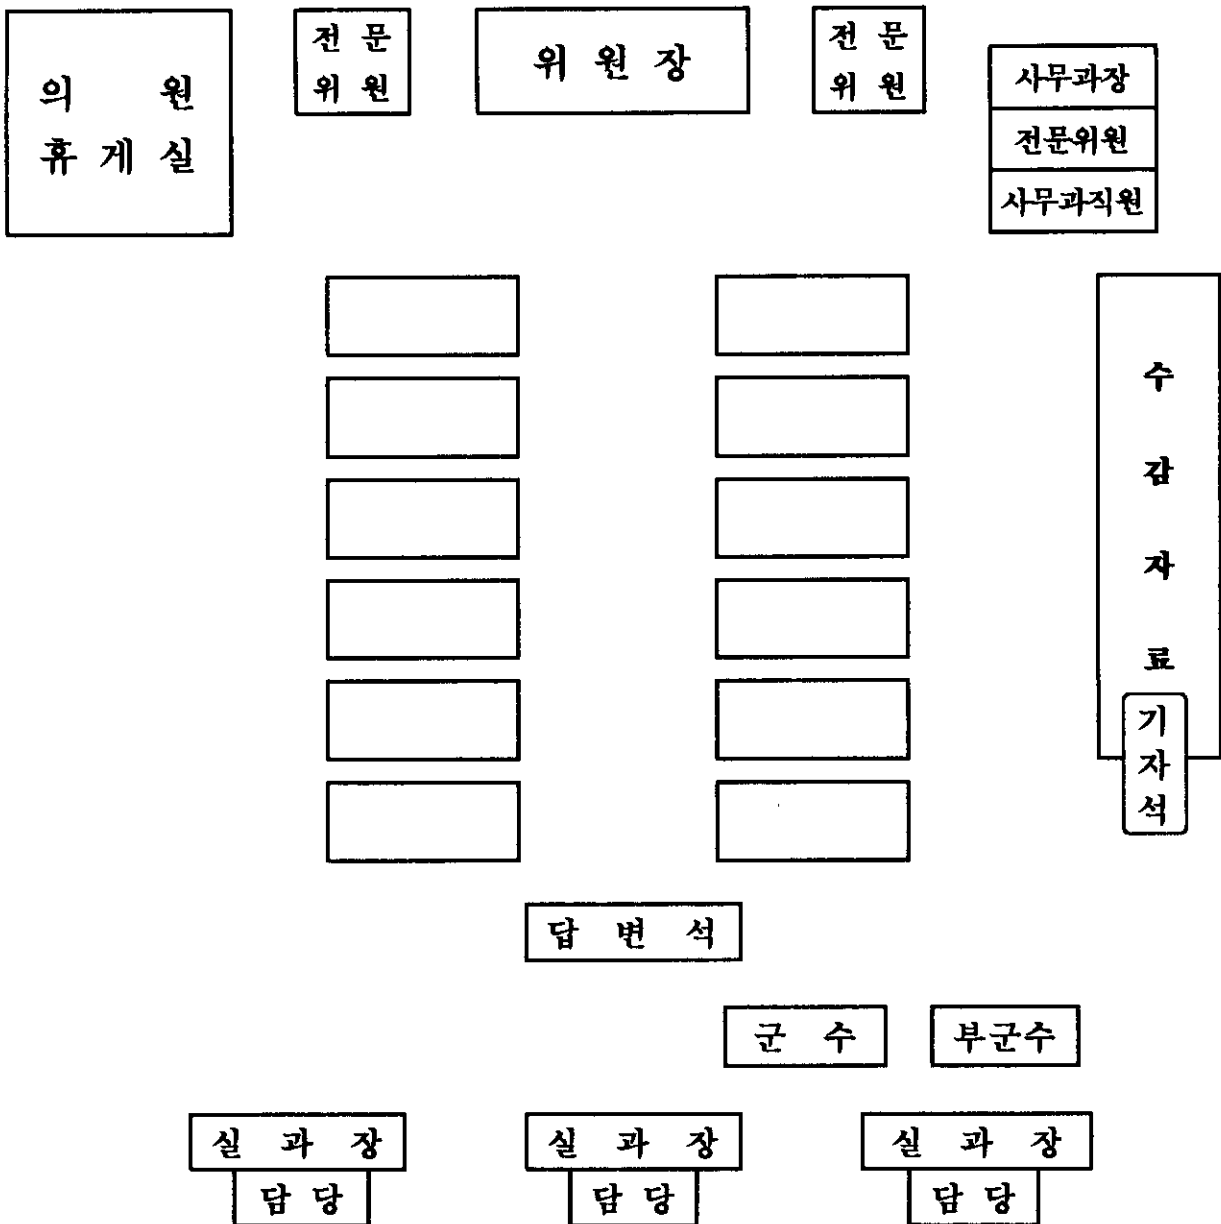 의 원
휴 게 실
전 문
위 원
위 원 장
전 문
위 원
사무과장
전문위원
사무과직원
수
감
자
료
기
자
석
답 변 석
군 수
부군수
실 과 장
담 당
실 과 장
담 당
실 과 장
담 당